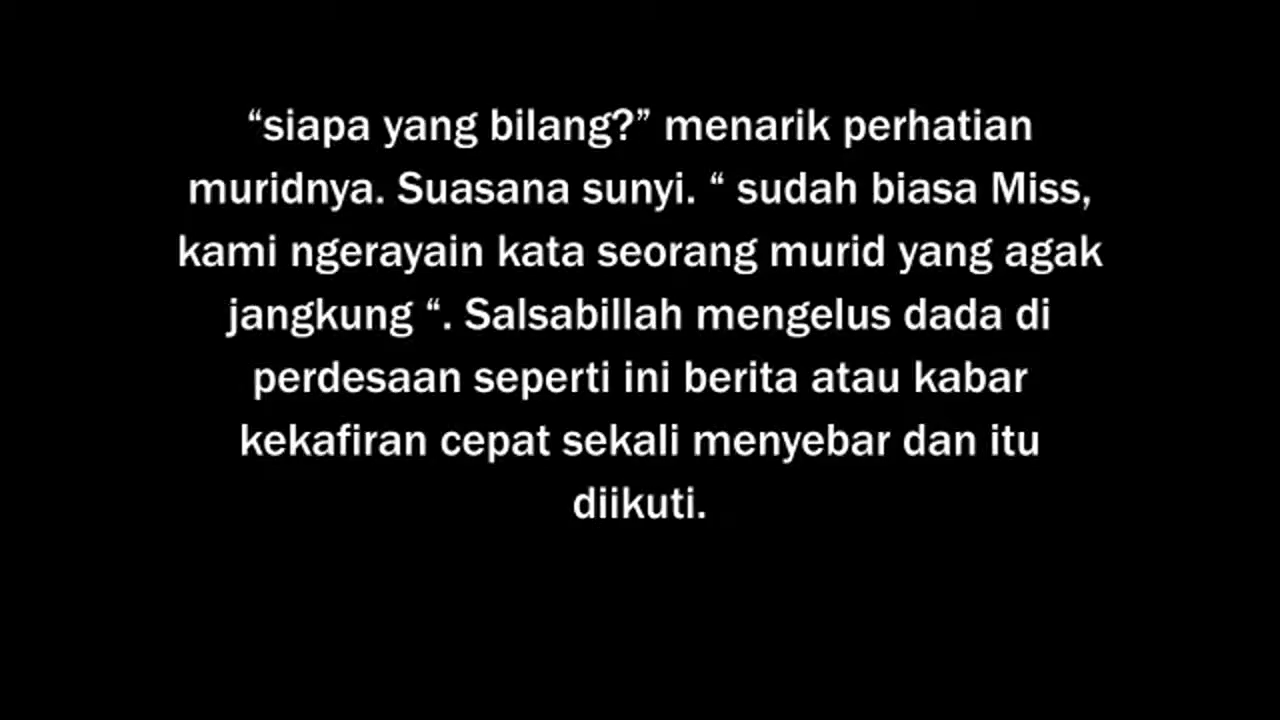 “siapa yang bilang?” menarik perhatian
muridnya. Suasana sunyi. “ sudah biasa Miss,
kami ngerayain kata seorang murid yang agak
jangkung “. Salsabillah mengelus dada di
perdesaan seperti ini berita atau kabar
kekafiran cepat sekali menyebar dan itu
diikuti.